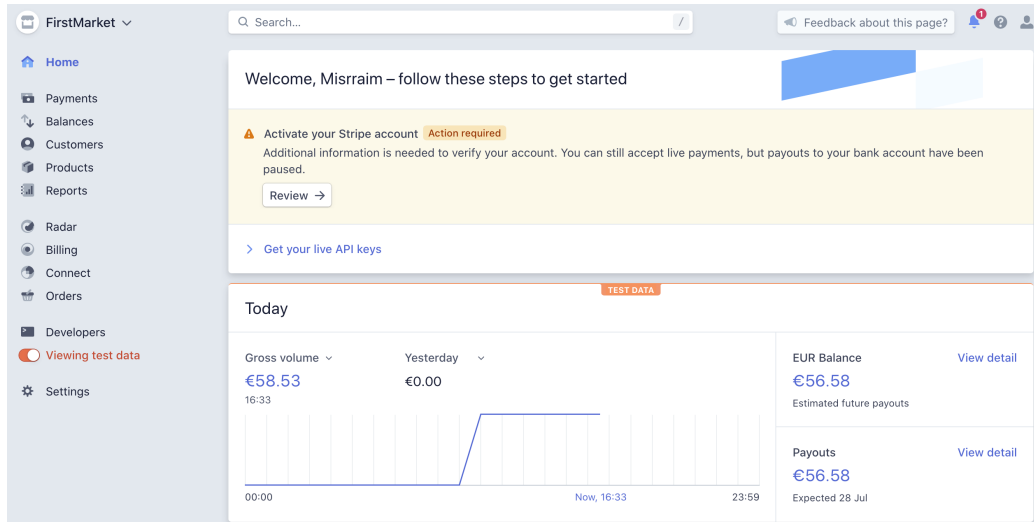 FirstMarket
Search...
/
Feedback about this page?
1
Home
Payments
Balances
Customers
Products
Reports
Radar
Billing
Connect
Orders
Developers
Viewing test data
Settings
Welcome, Misrraim – follow these steps to get started
Activate your Stripe account Action required
Additional information is needed to verify your account. You can still accept live payments, but payouts to your bank account have been
paused.
Review →
Get your live API keys
TEST DATA
Today
Gross volume
€58.53
16:33
Yesterday
€0.00
00:00
Now, 16:33
23:59
EUR Balance
View detail
€56.58
Estimated future payouts
Payouts
View detail
€56.58
Expected 28 Jul